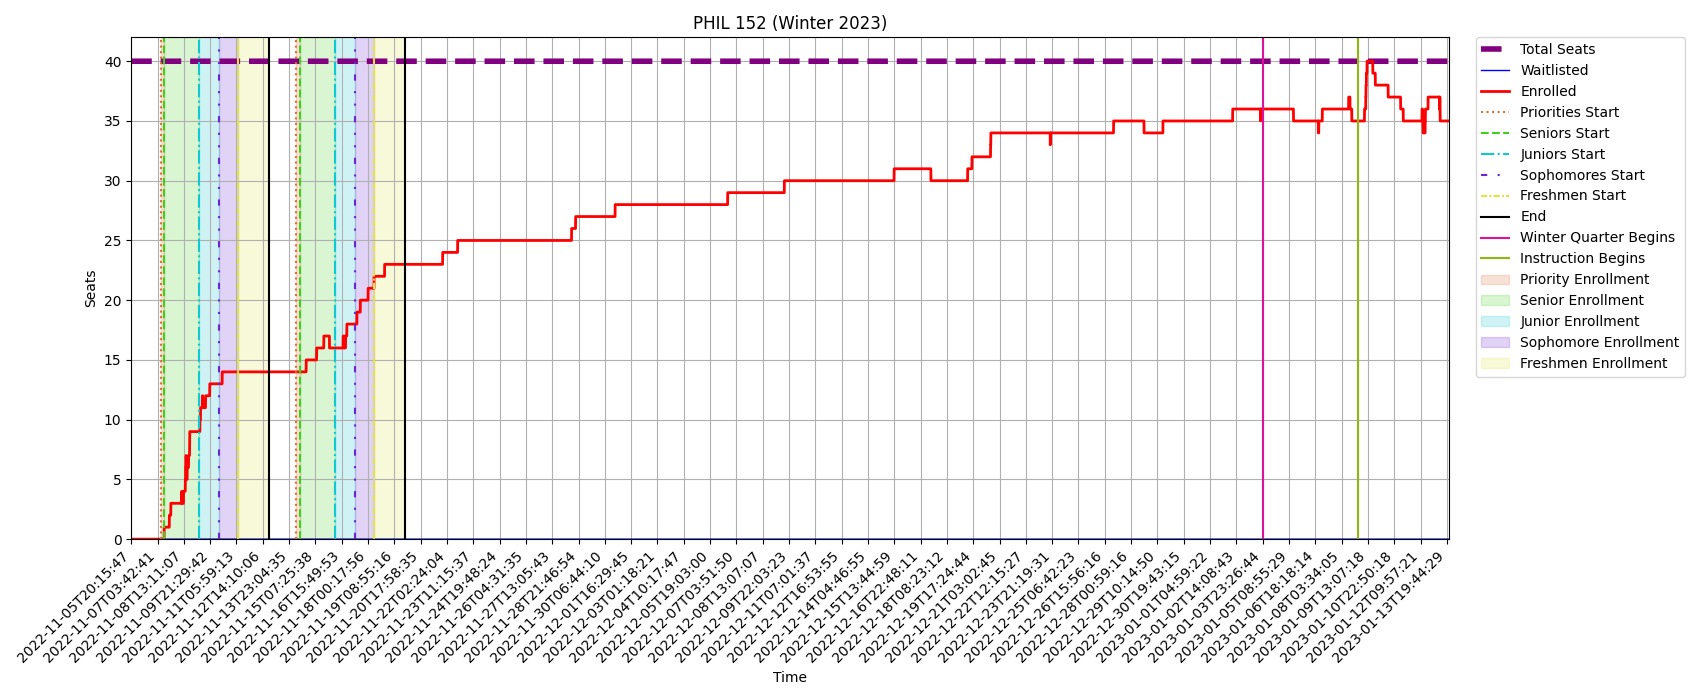 PHIL 152 (Winter 2023)
Seats
40
35
30
25
20
15
10
5
0
2022-11-05T20:15:47
2022-11-07T03:42:41
2022-11-08T13:11:07
2022-11-09T21:29:42
2022-11-11T05:59:13
2022-11-12T14:10:06
2022-11-13T23:04:35
2022-11-15T07:25:38
2022-11-16T15:49:53
2022-11-18T00:17:56
2022-11-19T08:55:16
2022-11-20T17:58:35
2022-11-22T02:24:04
2022-11-23T11:15:37
2022-11-24T19:48:24
2022-11-26T04:31:35
2022-11-27T13:05:43
2022-11-28T21:46:54
2022-11-30T06:44:10
2022-12-01T16:29:45
2022-12-03T01:18:21
2022-12-04T10:17:47
2022-12-05T19:03:00
2022-12-07T03:51:50
2022-12-08T13:07:07
2022-12-09T22:03:23
2022-12-11T07:01:37
2022-12-12T16:53:55
2022-12-14T04:46:55
2022-12-15T13:44:59
2022-12-16T22:48:11
2022-12-18T08:23:12
2022-12-19T17:24:44
2022-12-21T03:02:45
2022-12-22T12:15:27
2022-12-23T21:19:31
2022-12-25T06:42:23
2022-12-26T15:56:16
2022-12-28T00:59:16
2022-12-29T10:14:50
2022-12-30T19:43:15
2023-01-01T04:59:22
2023-01-02T14:08:43
2023-01-03T23:26:44
2023-01-05T08:55:29
2023-01-06T18:18:14
2023-01-08T03:34:05
2023-01-09T13:07:18
2023-01-10T22:50:18
2023-01-12T09:57:21
2023-01-13T19:44:29
Time
Total Seats
Waitlisted
Enrolled
Priorities Start
Seniors Start
Juniors Start
Sophomores Start
Freshmen Start
End
Winter Quarter Begins
Instruction Begins
Priority Enrollment
Senior Enrollment
Junior Enrollment
Sophomore Enrollment
Freshmen Enrollment